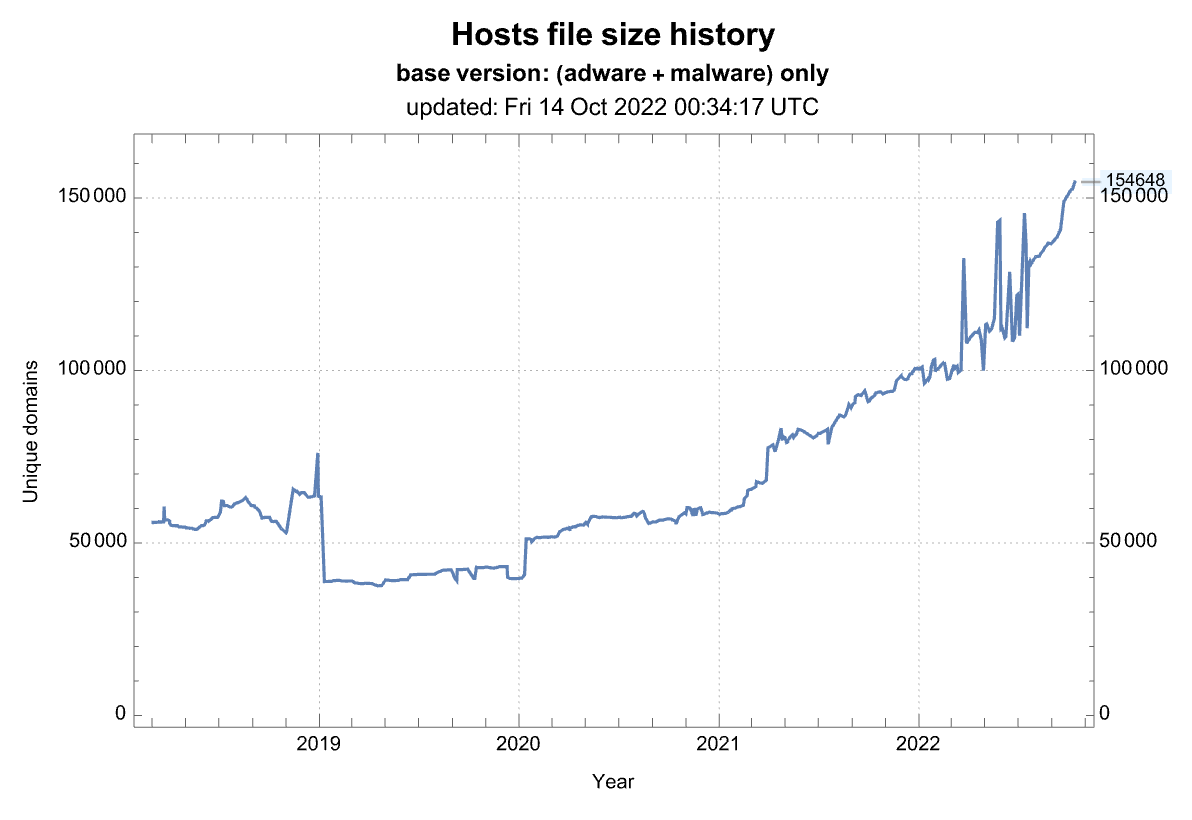 Hosts file size history
base version: (adware + malware) only
updated: Fri 14 Oct 2022 00:34:17 UTC
154648
150 000 150 000
100 000 100 000
50 000 50 000
0 0
Unique domains
2019 2020 2021 2022
Year